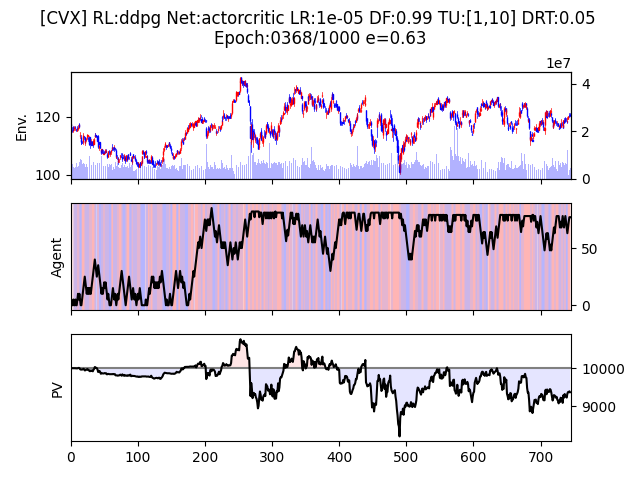 [CVX] RL:ddpg Net:actorcritic LR:1e-05 DF:0.99 TU:[1,10] DRT:0.05
Epoch:0368/1000 e=0.63
1e7
Env.
120
100
4
2
0
Agent
50
0
PV
10000
9000
0 100 200 300 400 500 600 700